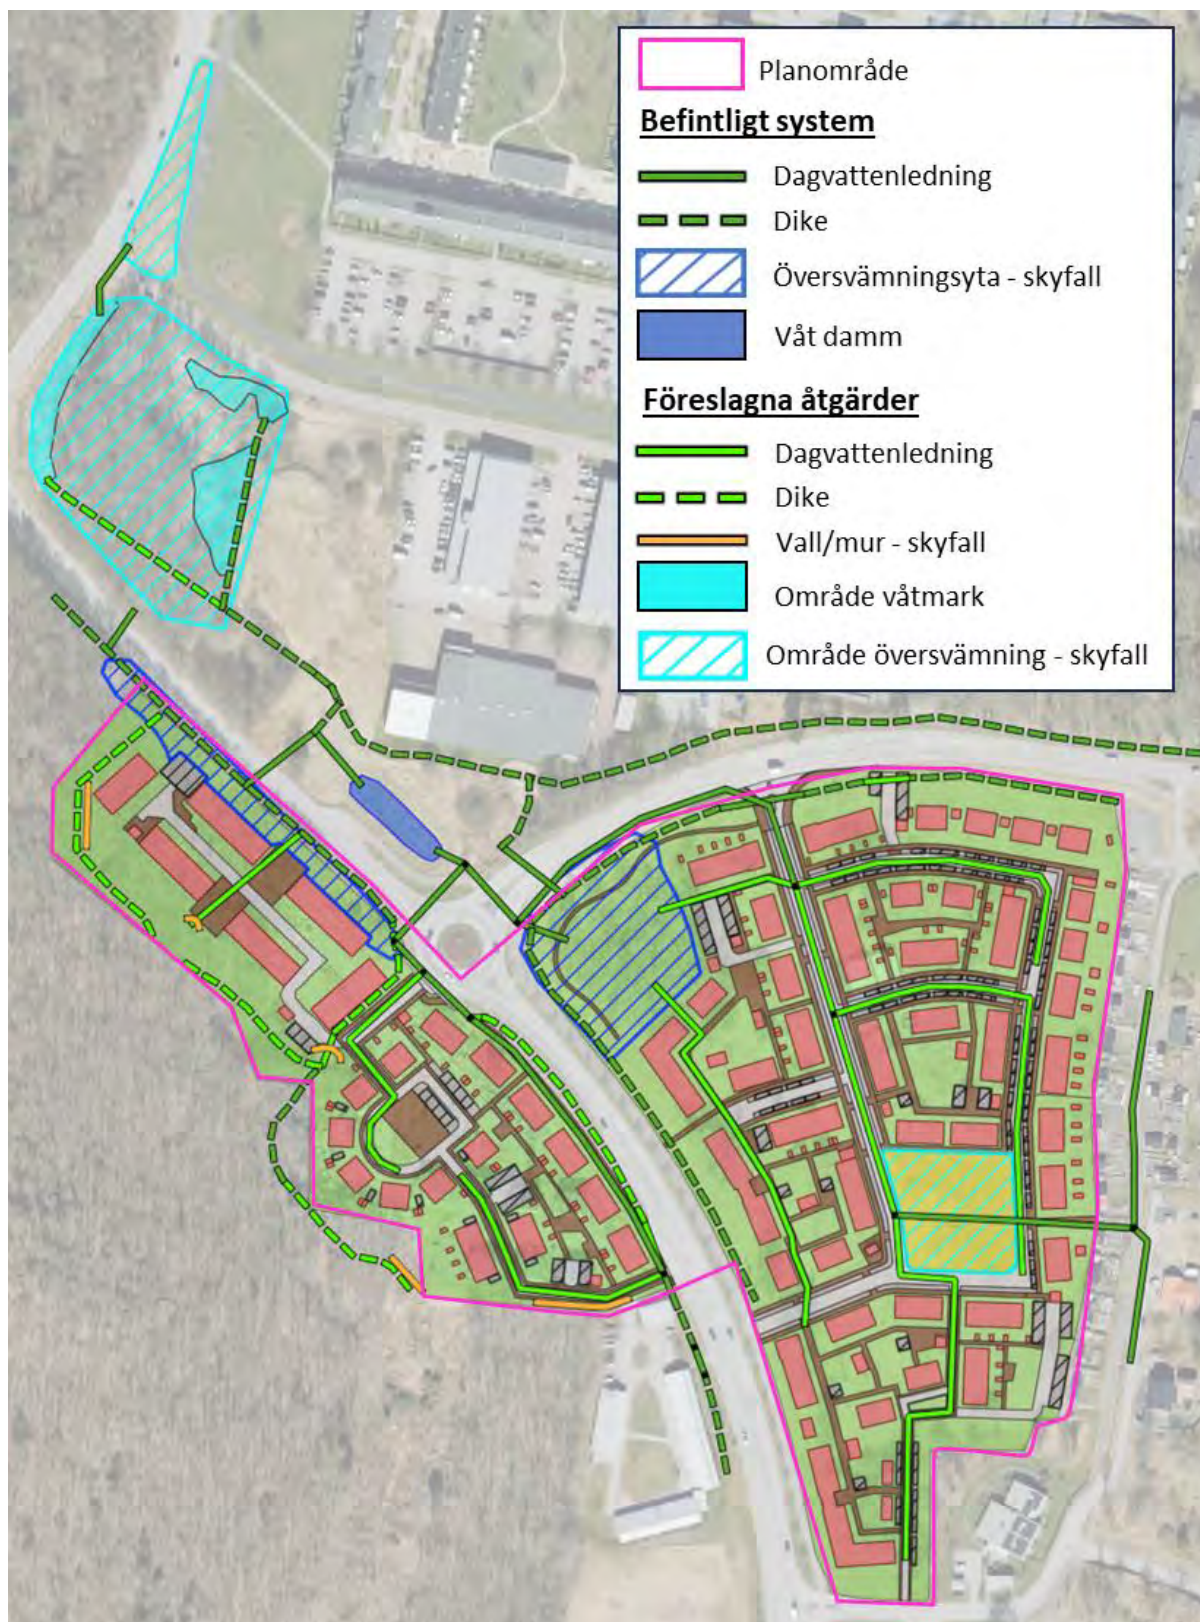 Planområde
Befintligt system
Dagvattenledning
Dike
Översvämningsyta - skyfall
Våt damm
Föreslagna åtgärder
Dagvattenledning
Dike
Vall/mur - skyfall
Område våtmark
Område översvämning - skyfall